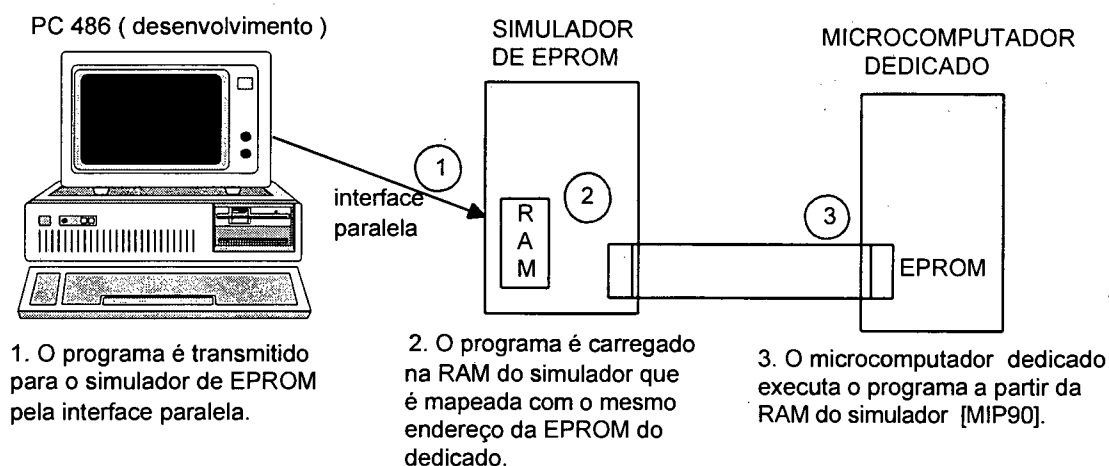 PC 486 ( desenvolvimento )
SIMULADOR
DE EPROM
MICROCOMPUTADOR
DEDICADO
1
interface
paralela
2
R
A
M
3
EPROM
1. O programa é transmitido
para o simulador de EPROM
pela interface paralela.
2. O programa é carregado
na RAM do simulador que
é mapeada com o mesmo
endereço da EPROM do
dedicado.
3. O microcomputador dedicado
executa o programa a partir da
RAM do simulador [MIP90].